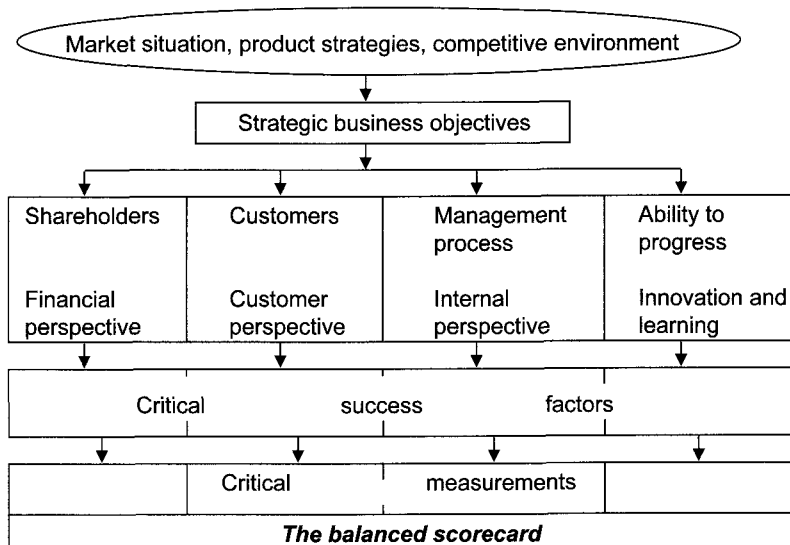 Market situation, product strategies, competitive environment
Strategic business objectives
Shareholders
Financial
perspective
Customers
Customer
perspective
Management
process
Internal
perspective
Ability to
progress
Innovation and
learning
Critical success factors
Critical measurements
The balanced scorecard